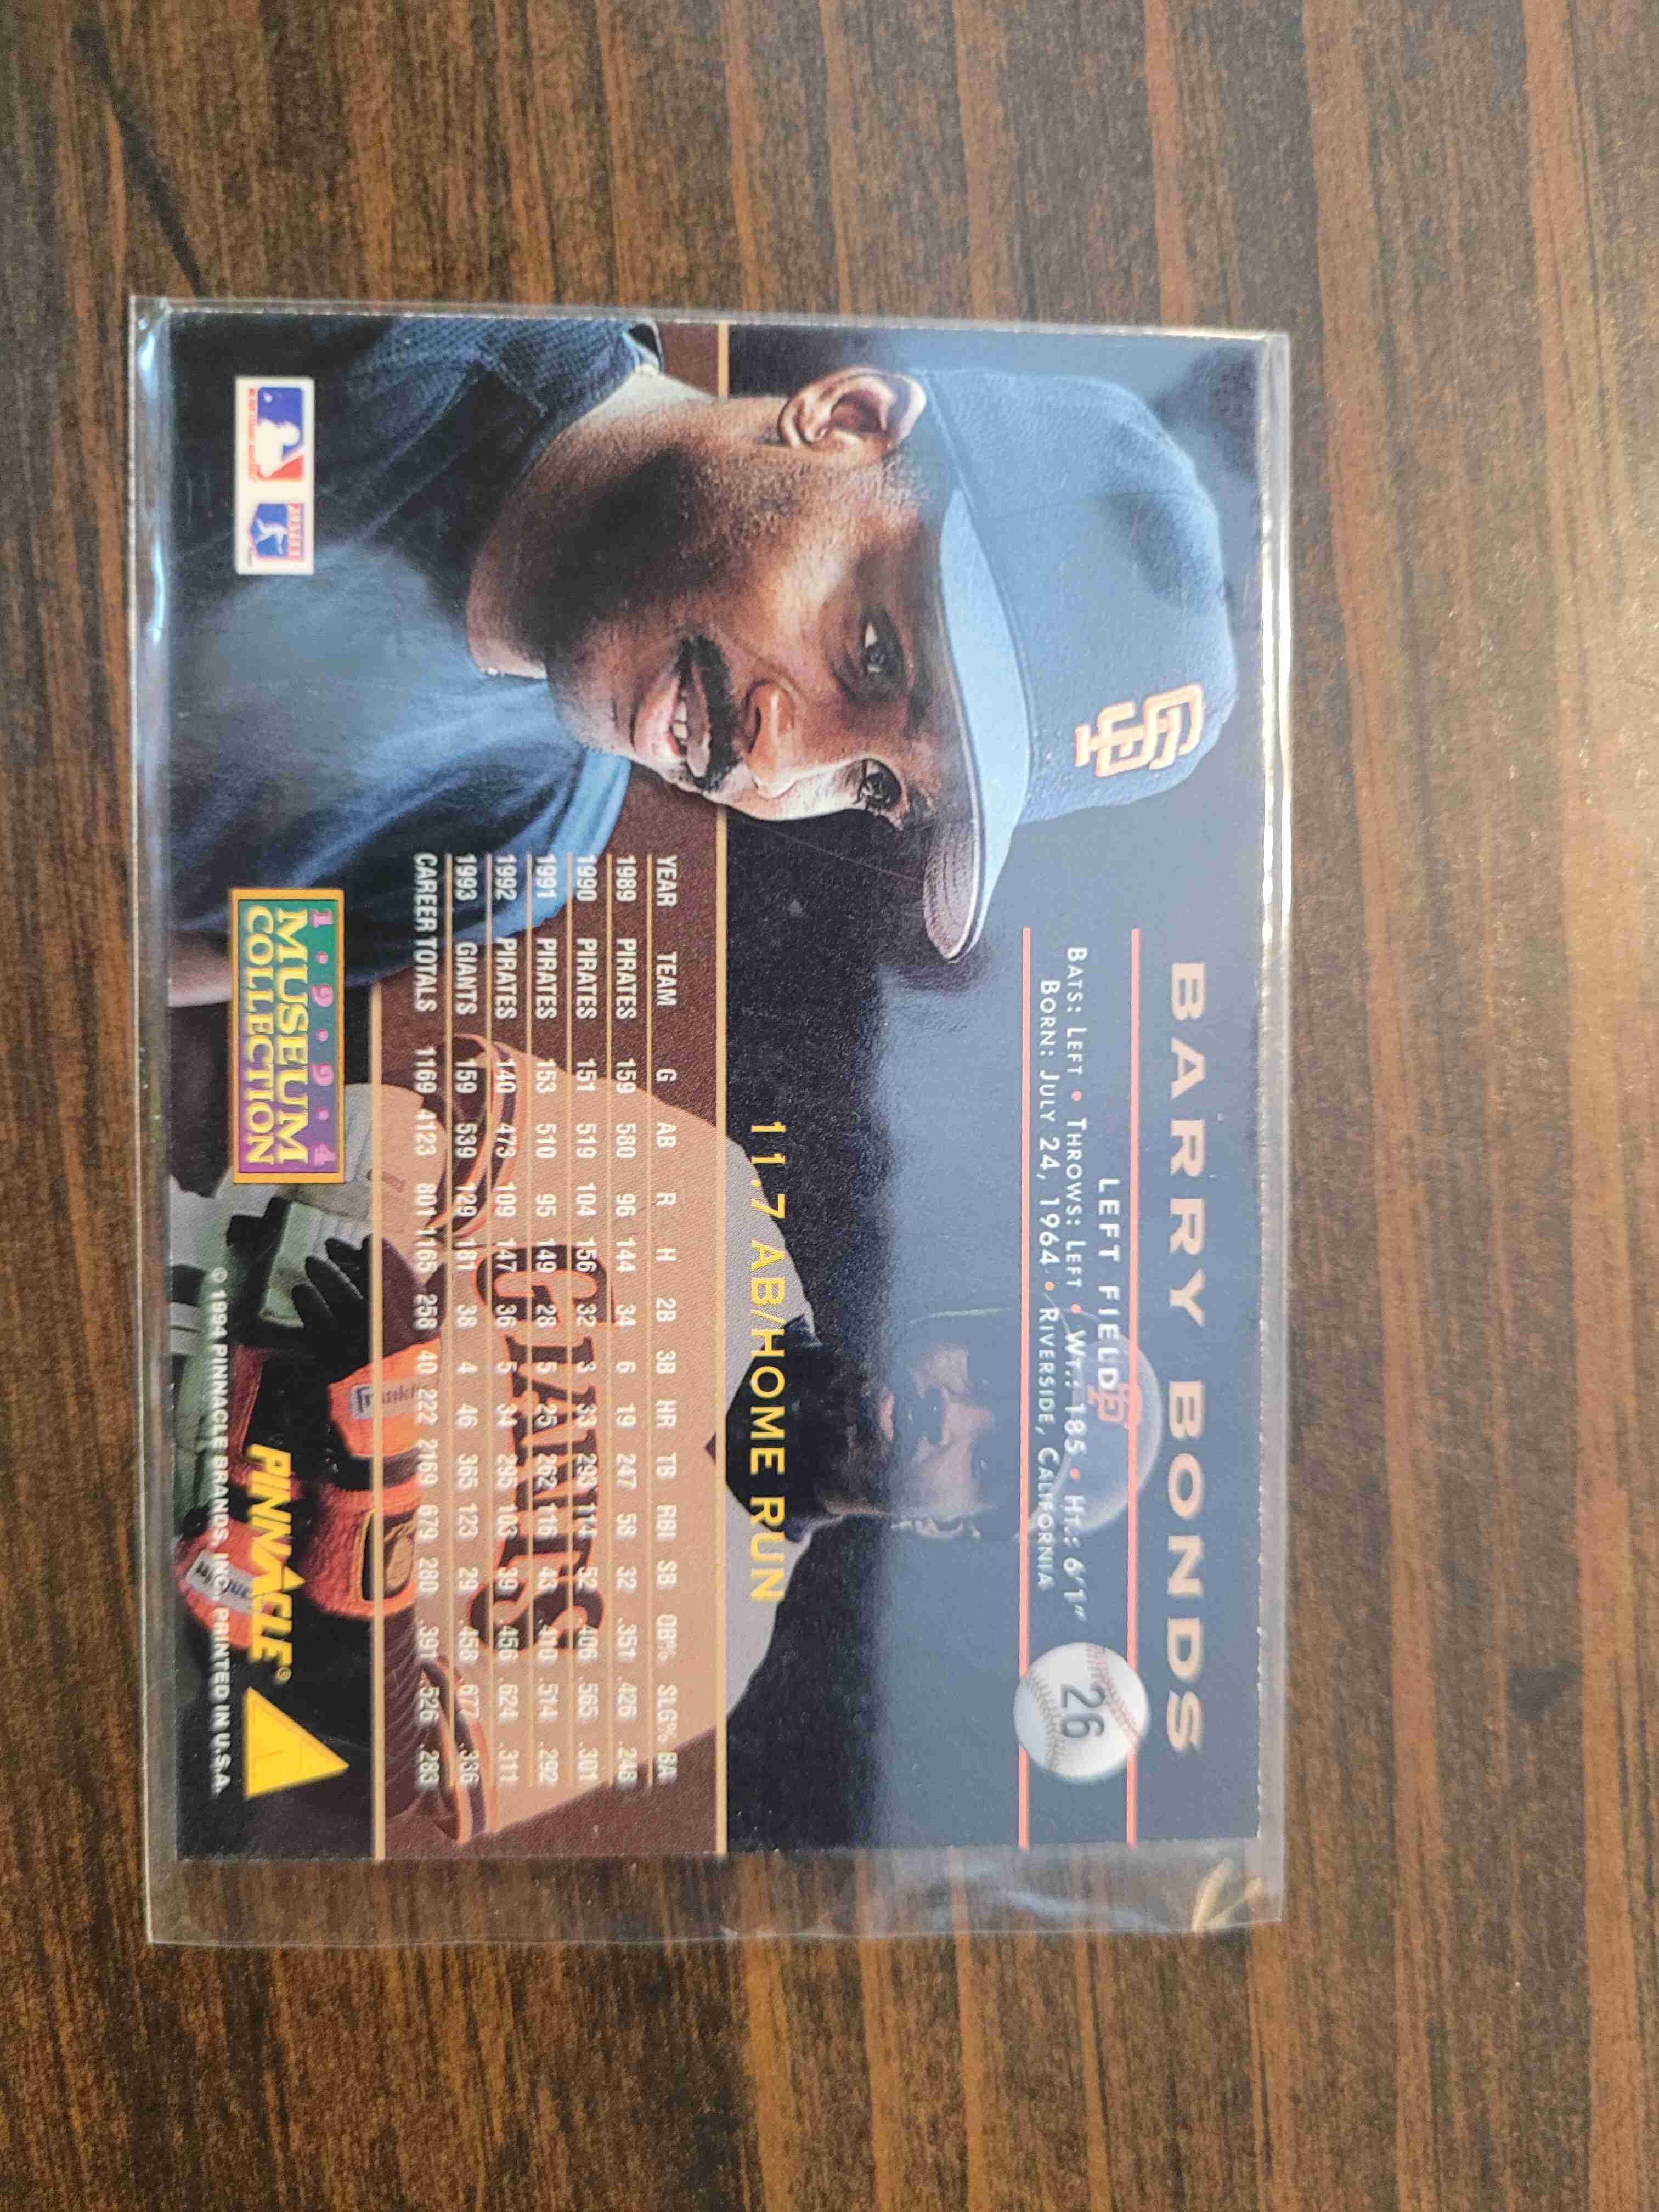 BARRY BONDS
LEFT FIELD
BATS: LEFT • THROWS: LEFT • WT.: 185 • HT.: 6'1"
BORN: JULY 24, 1964 • RIVERSIDE, CALIFORNIA
26
11.7 AB/HOME RUN
YEAR TEAM G AB R H 2B 3B HR TB RBI SB OB% SLG% BA
1989 PIRATES 159 580 96 144 34 6 19 247 58 32 .351 .426 .248
1990 PIRATES 151 519 104 156 32 3 33 293 114 52 .406 .565 .301
1991 PIRATES 153 510 95 149 28 5 25 262 116 43 .410 .514 .292
1992 PIRATES 140 473 109 147 36 5 34 295 103 39 .456 .624 .311
1993 GIANTS 159 539 129 181 38 4 46 365 123 29 .458 .677 .336
CAREER TOTALS 1169 4123 801 1165 258 40 222 2169 679 280 .391 .526 .283
GIANTS
Franklin
1•9•9•4
MUSEUM
COLLECTION
PINNACLE®
© 1994 PINNACLE BRANDS, INC. PRINTED IN U.S.A.
SF
PLAYERS